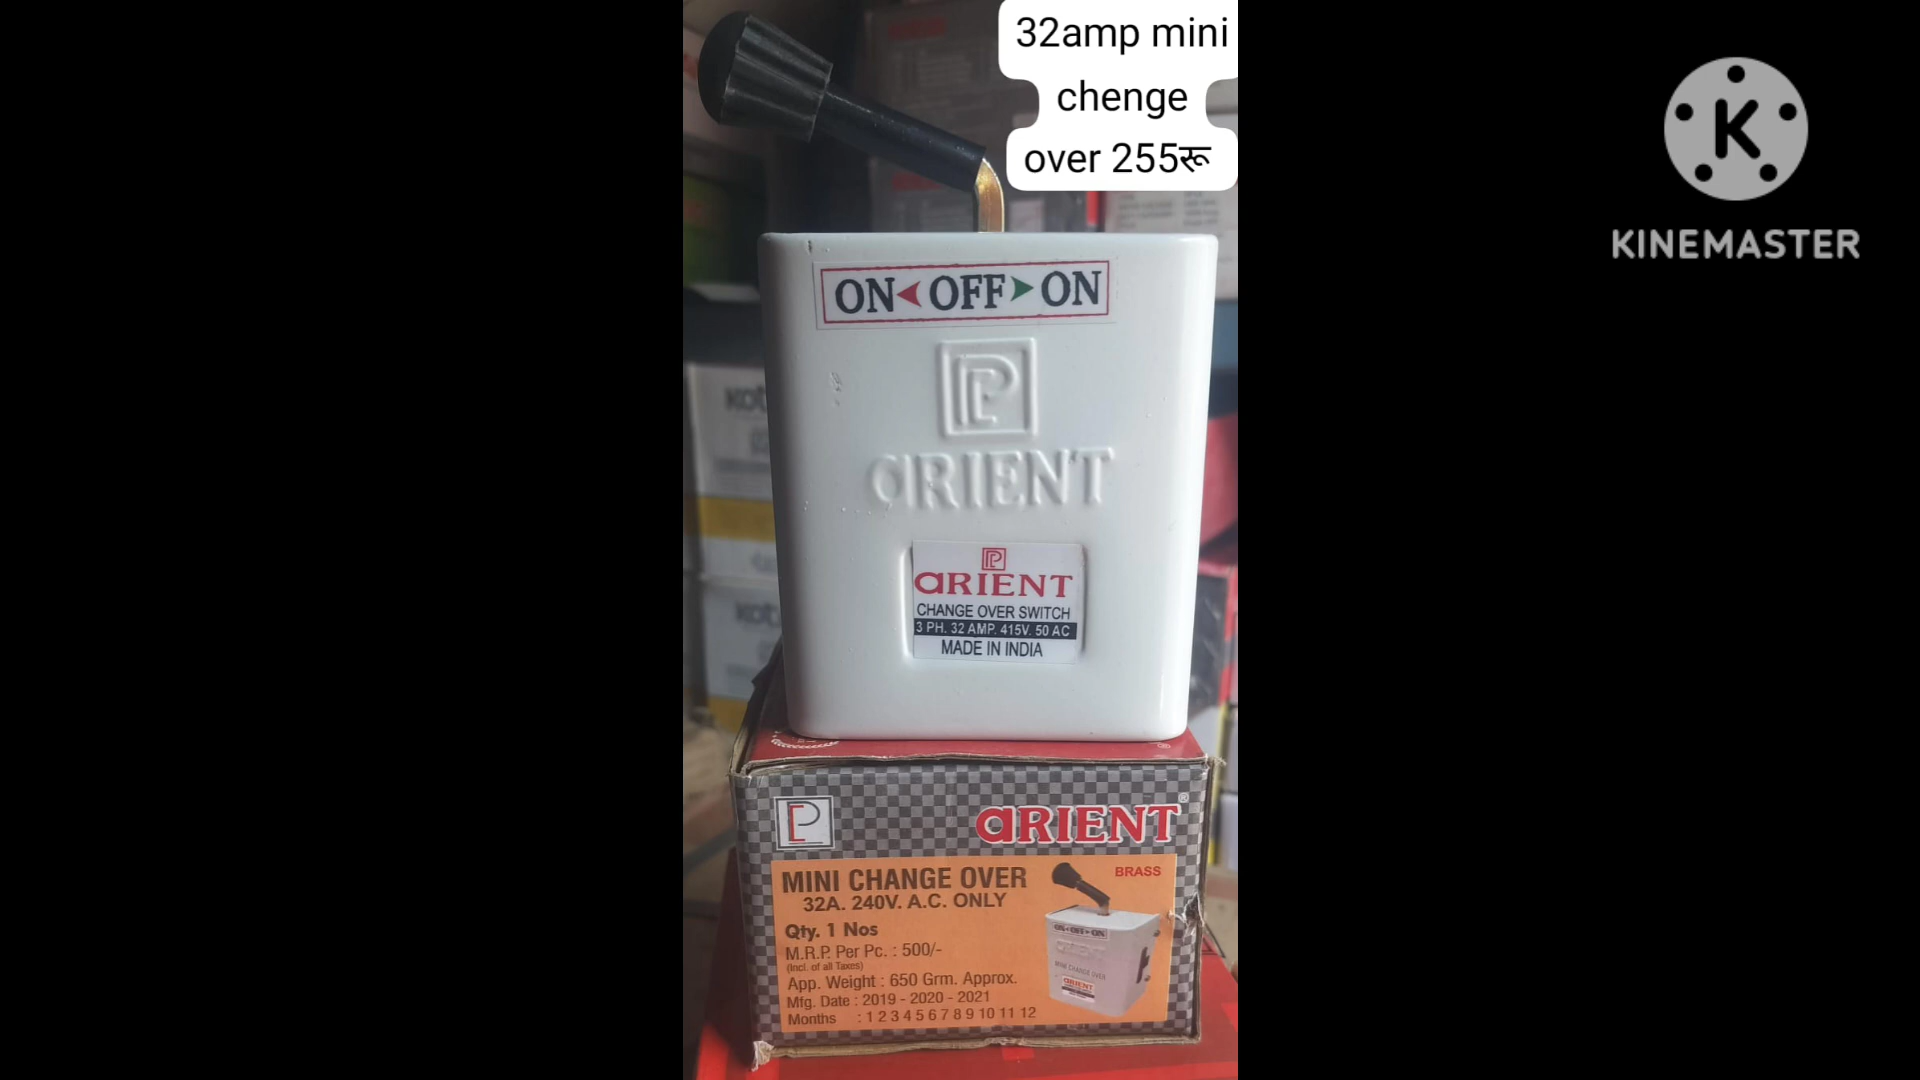 32amp mini
chenge
over 255रू
KINEMASTER
ON OFF ON
ORIENT
ORIENT
CHANGE OVER SWITCH
3 PH. 32 AMP. 415V. 50 AC
MADE IN INDIA
ORIENT
MINI CHANGE OVER
BRASS
32A. 240V. A.C. ONLY
Qty. 1 Nos
M.R.P. Per Pc. : 500/-
(Incl. of all Taxes)
App. Weight : 650 Grm. Approx.
Mfg. Date : 2019 - 2020 - 2021
Months : 1 2 3 4 5 6 7 8 9 10 11 12